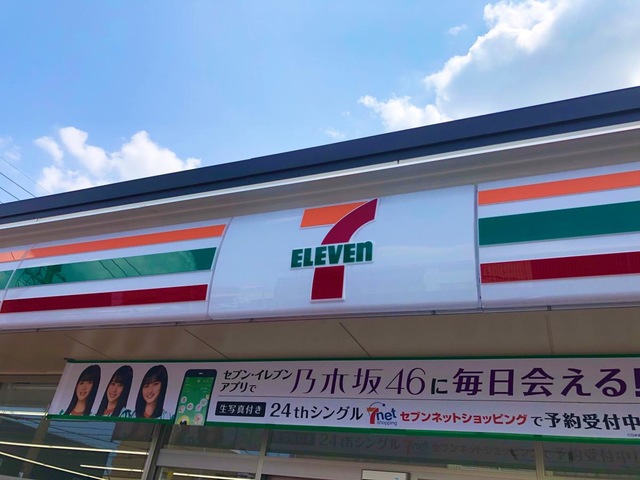 7
ELEVEn
セブン-イレブン
アプリで
乃木坂46に毎日会える!!
生写真付き
24thシングル
7net
shopping
セブンネットショッピングで予約受付中